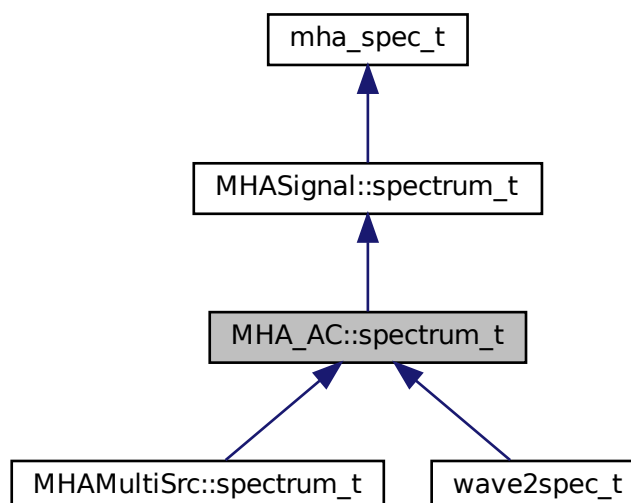 mha_spec_t
MHASignal::spectrum_t
MHA_AC::spectrum_t
MHAMultiSrc::spectrum_t
wave2spec_t